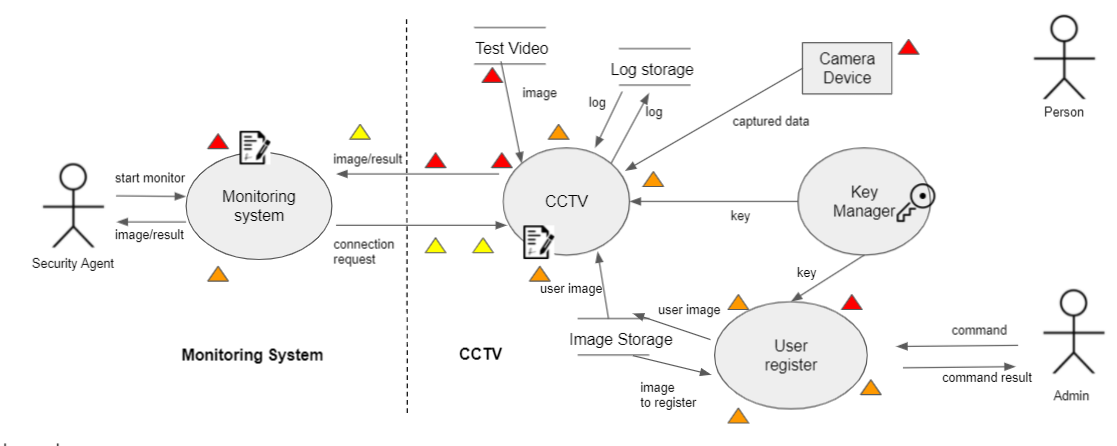 Test Video
image
Log storage
log
log
Camera
Device
captured data
Person
image/result
start monitor
Monitoring
system
image/result
Security Agent
connection
request
CCTV
user image
key
Key
Manager
key
user image
Image Storage
image
to register
User
register
command
command result
Admin
Monitoring System
CCTV